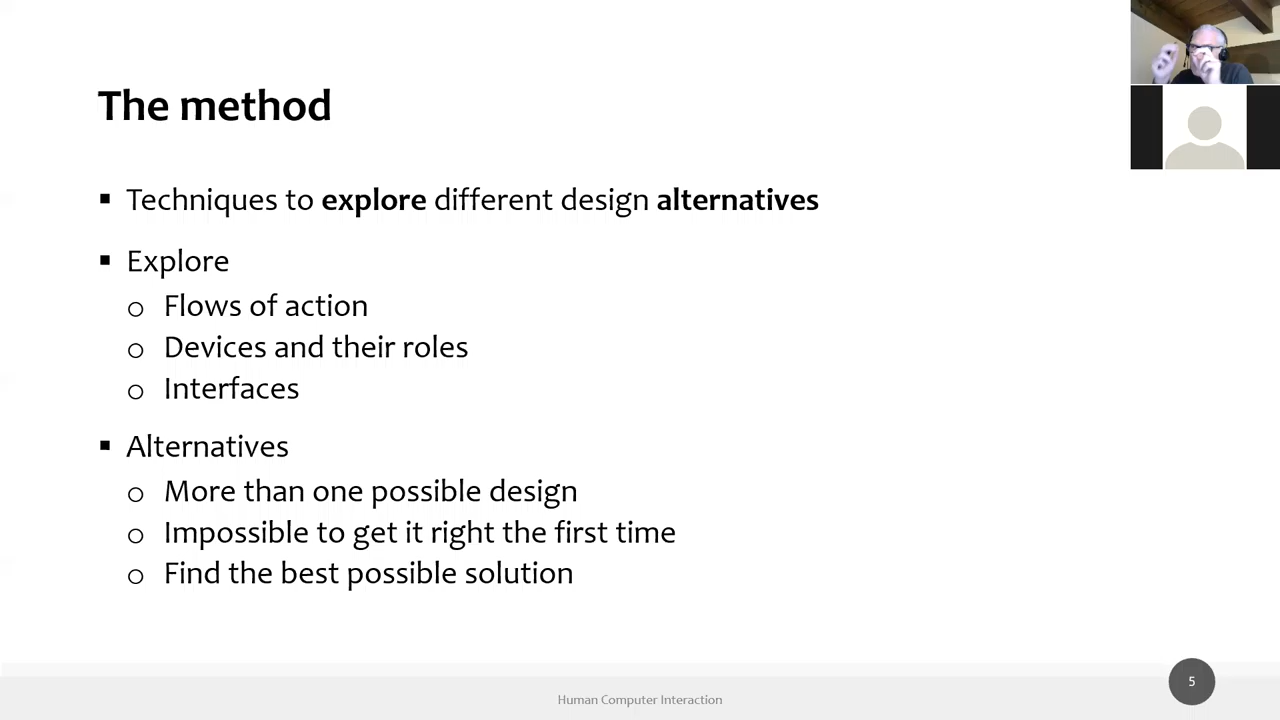 The method
▪ Techniques to explore different design alternatives
▪ Explore
o Flows of action
o Devices and their roles
o Interfaces
▪ Alternatives
o More than one possible design
o Impossible to get it right the first time
o Find the best possible solution
Human Computer Interaction
5